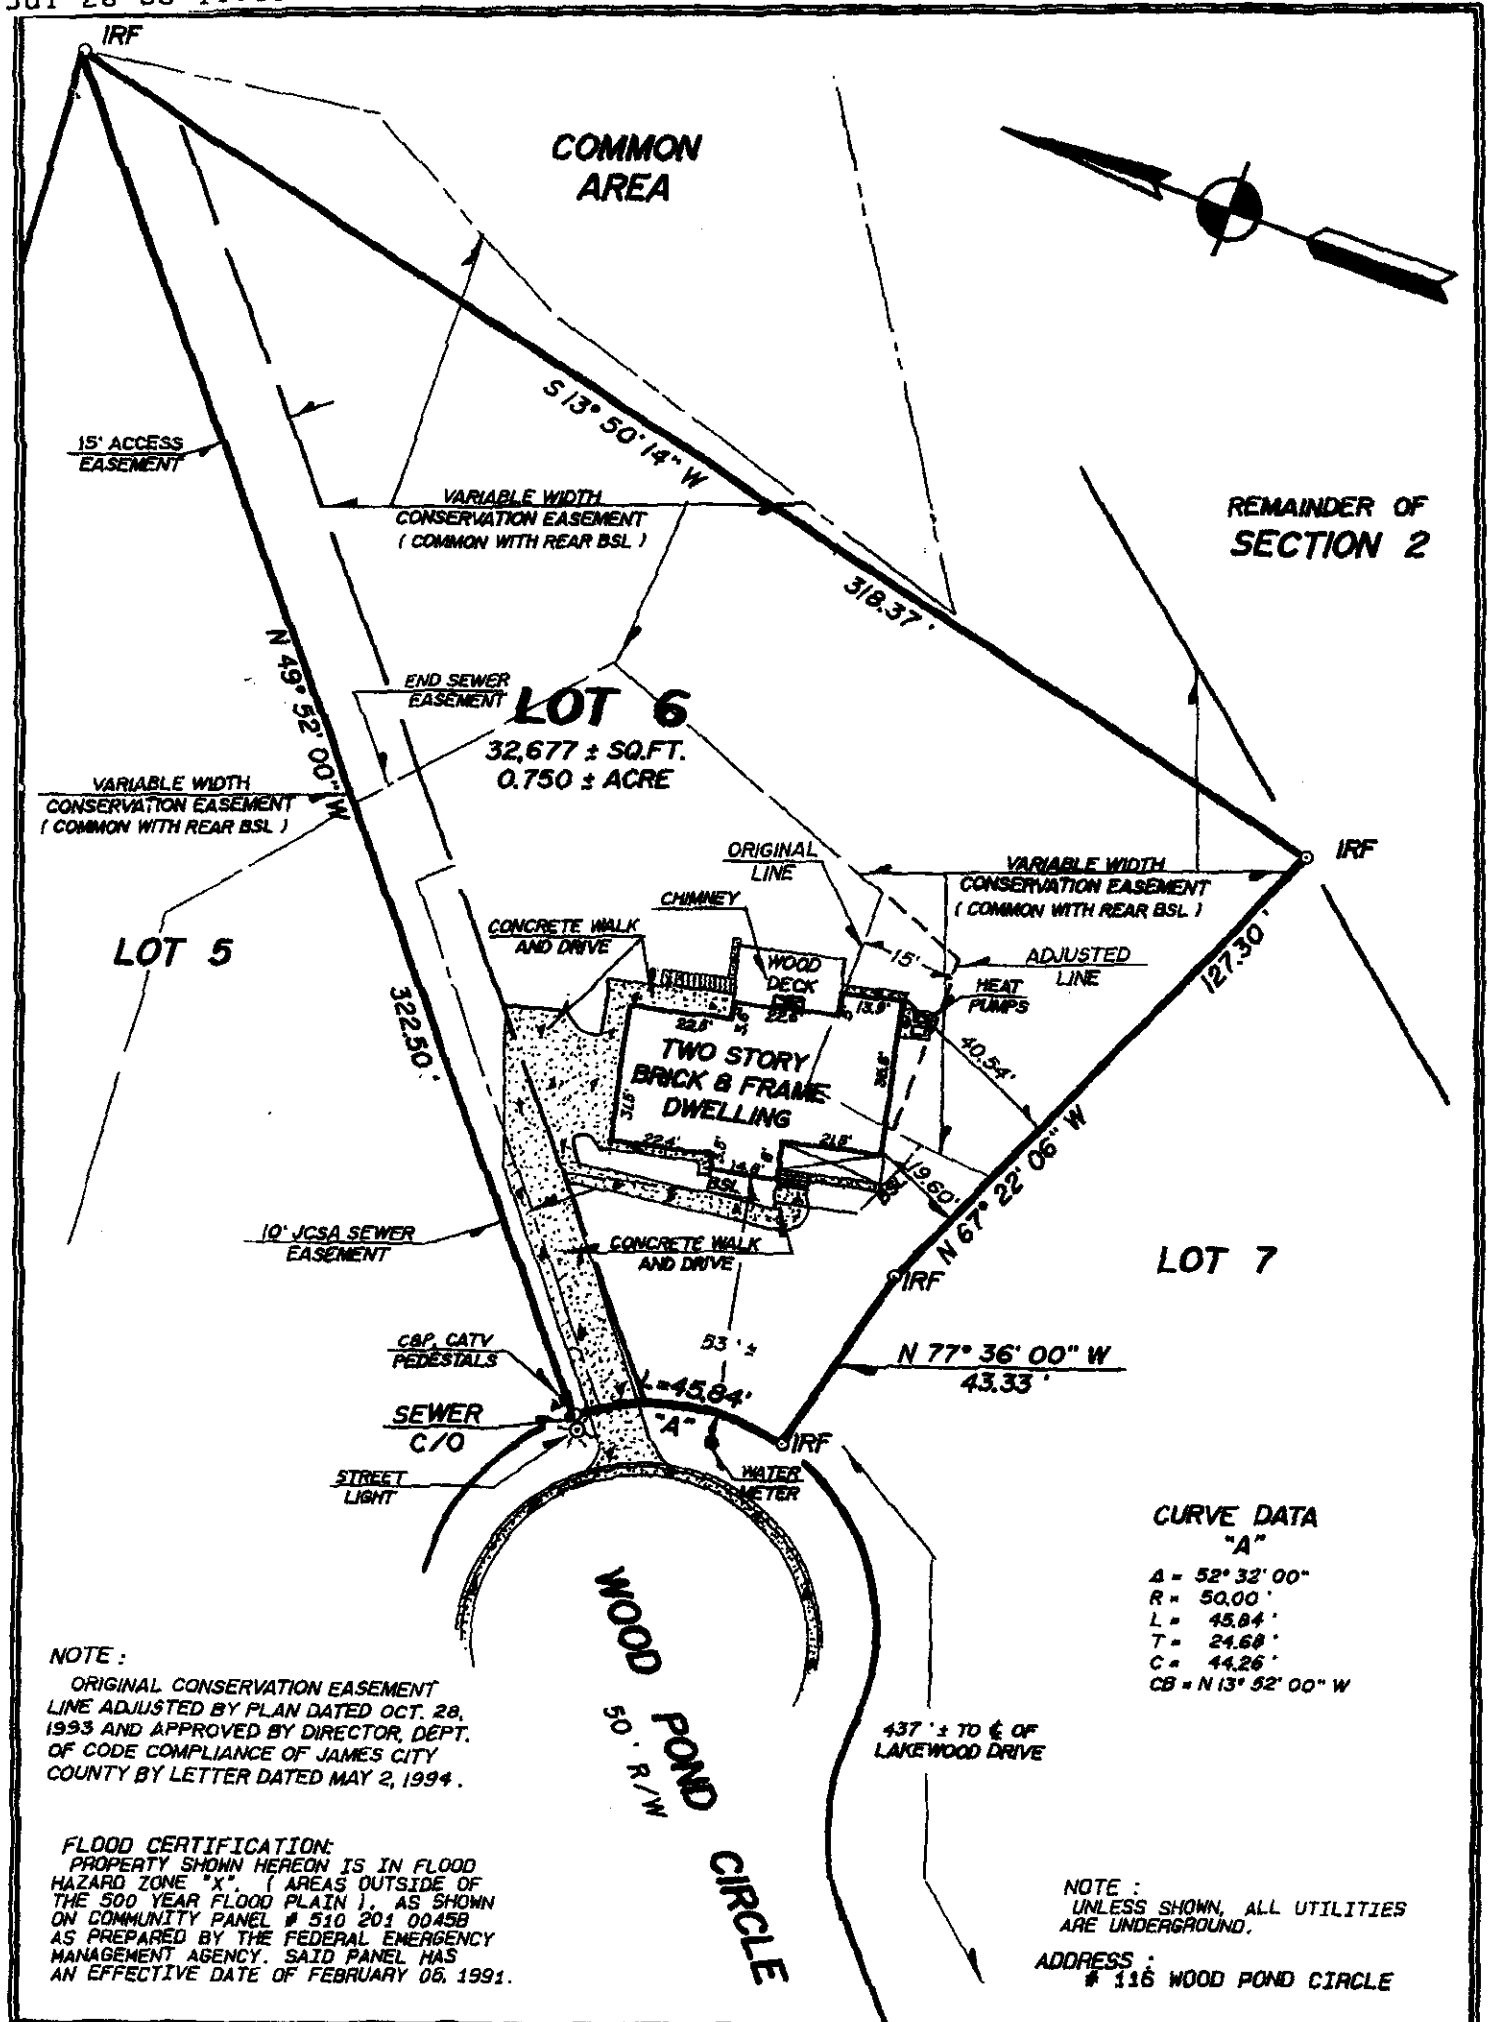 IRF
COMMON
AREA
S 13° 50' 14" W
318.37 '
15' ACCESS
EASEMENT
VARIABLE WIDTH
CONSERVATION EASEMENT
( COMMON WITH REAR BSL )
REMAINDER OF
SECTION 2
N 49° 52' 00" W
322.50 '
END SEWER
EASEMENT
LOT 6
32,677 ± SQ.FT.
0.750 ± ACRE
VARIABLE WIDTH
CONSERVATION EASEMENT
( COMMON WITH REAR BSL )
ORIGINAL
LINE
IRF
VARIABLE WIDTH
CONSERVATION EASEMENT
( COMMON WITH REAR BSL )
CHIMNEY
CONCRETE WALK
AND DRIVE
LOT 5
WOOD
DECK
15'
ADJUSTED
LINE
HEAT
PUMPS
127.30 '
22.6'
13.9'
40.54'
TWO STORY
BRICK & FRAME
DWELLING
31.5'
22.4'
21.8'
BSL
19.60'
N 67° 22' 06" W
10' JCSA SEWER
EASEMENT
CONCRETE WALK
AND DRIVE
LOT 7
IRF
53 ' ±
C&P, CATV
PEDESTALS
N 77° 36' 00" W
43.33 '
L=45.84'
"A"
SEWER
C/O
IRF
STREET
LIGHT
WATER
METER
CURVE DATA
"A"
Δ = 52° 32' 00"
R = 50.00 '
L = 45.84 '
T = 24.68 '
C = 44.26 '
CB = N 13° 52' 00" W
WOOD POND CIRCLE
50 ' R/W
437 '± TO ℄ OF
LAKEWOOD DRIVE
NOTE :
ORIGINAL CONSERVATION EASEMENT
LINE ADJUSTED BY PLAN DATED OCT. 28,
1993 AND APPROVED BY DIRECTOR, DEPT.
OF CODE COMPLIANCE OF JAMES CITY
COUNTY BY LETTER DATED MAY 2, 1994 .
FLOOD CERTIFICATION:
PROPERTY SHOWN HEREON IS IN FLOOD
HAZARD ZONE "X". ( AREAS OUTSIDE OF
THE 500 YEAR FLOOD PLAIN ), AS SHOWN
ON COMMUNITY PANEL # 510 201 0045B
AS PREPARED BY THE FEDERAL EMERGENCY
MANAGEMENT AGENCY. SAID PANEL HAS
AN EFFECTIVE DATE OF FEBRUARY 06, 1991.
NOTE :
UNLESS SHOWN, ALL UTILITIES
ARE UNDERGROUND.
ADDRESS :
# 116 WOOD POND CIRCLE